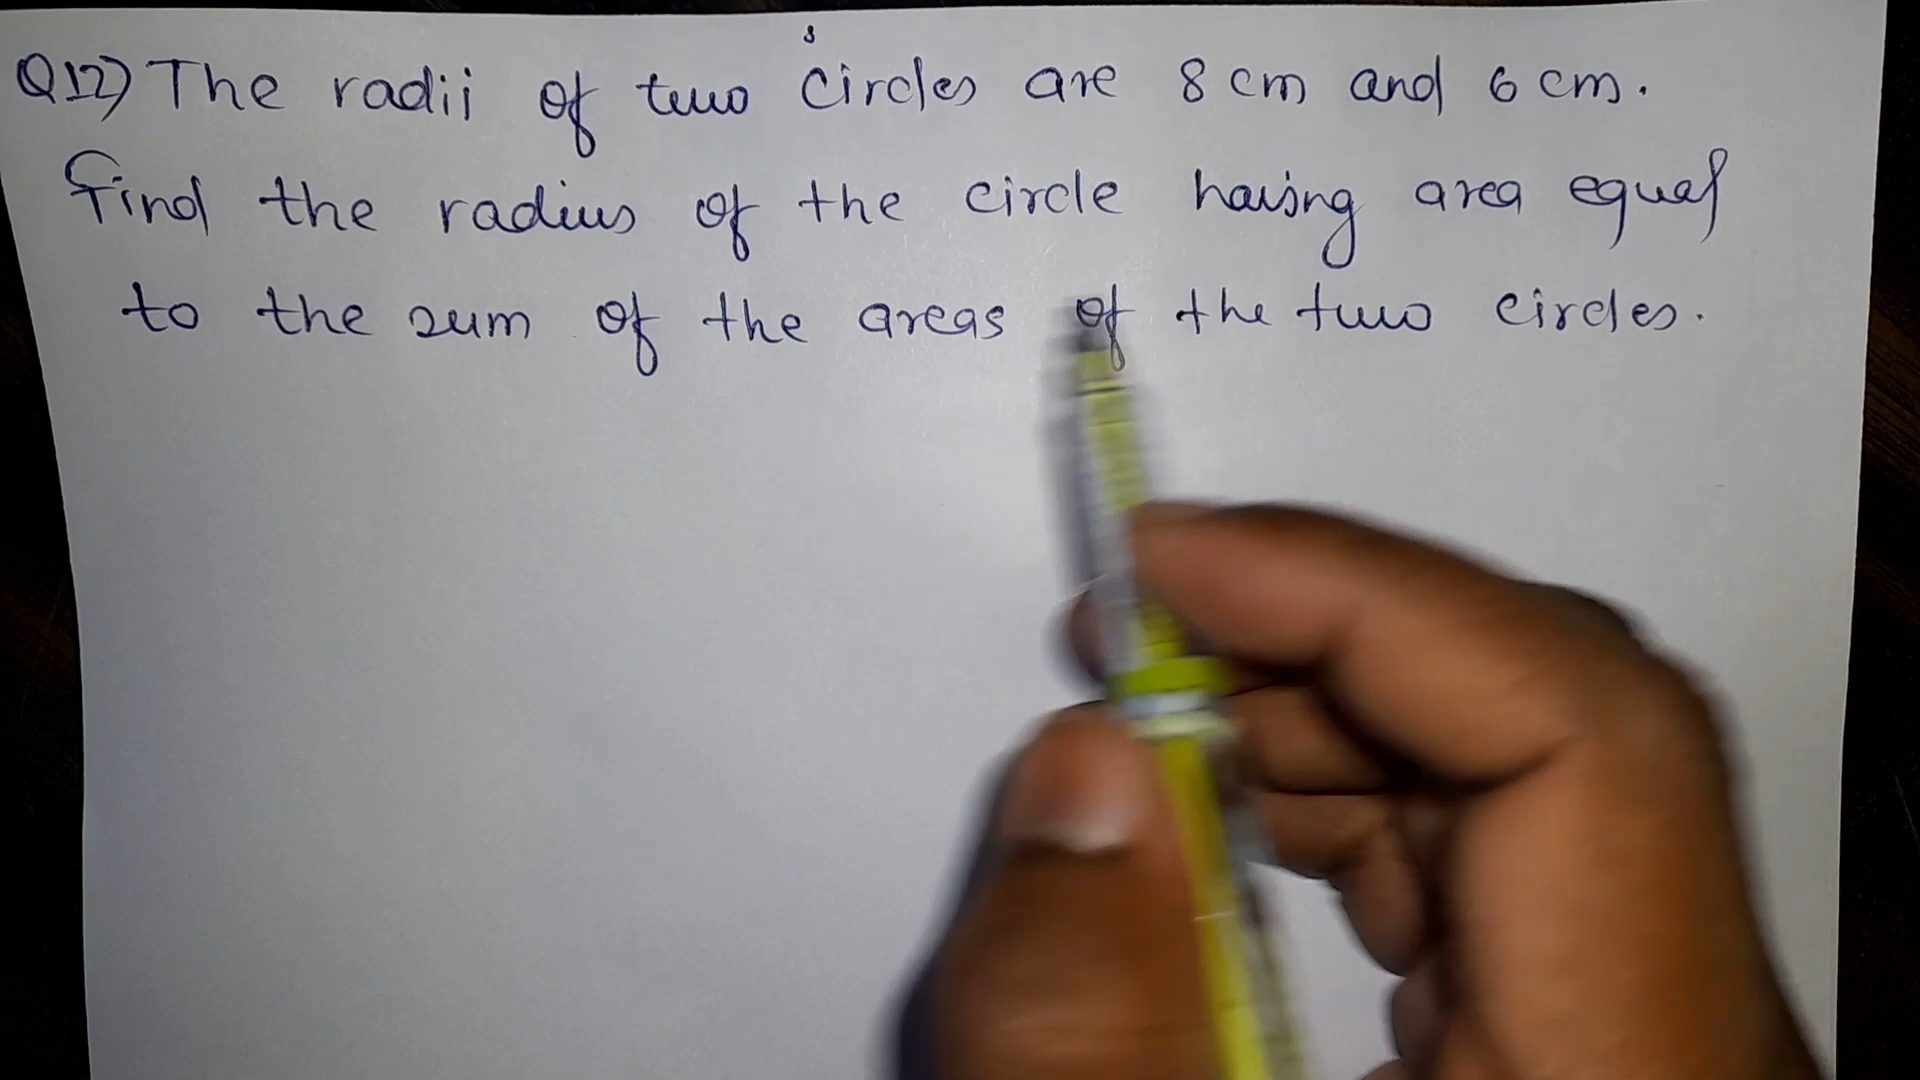 Q12) The radii of two circles are 8 cm and 6 cm.
Find the radius of the circle having area equal
to the sum of the areas of the two circles.